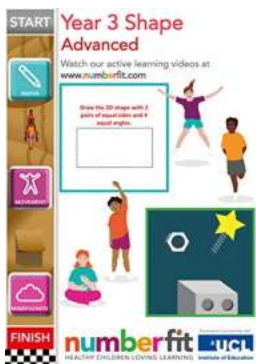 START
Year 3 Shape
Advanced
Watch our active learning videos at
www.numberfit.com
Draw the 2D shape with 2
pairs of equal sides and 4
equal angles.
MOVEMENT
MINDFULNESS
FINISH
numberfit
HEALTHY CHILDREN LOVING LEARNING
UCL
Institute of Education